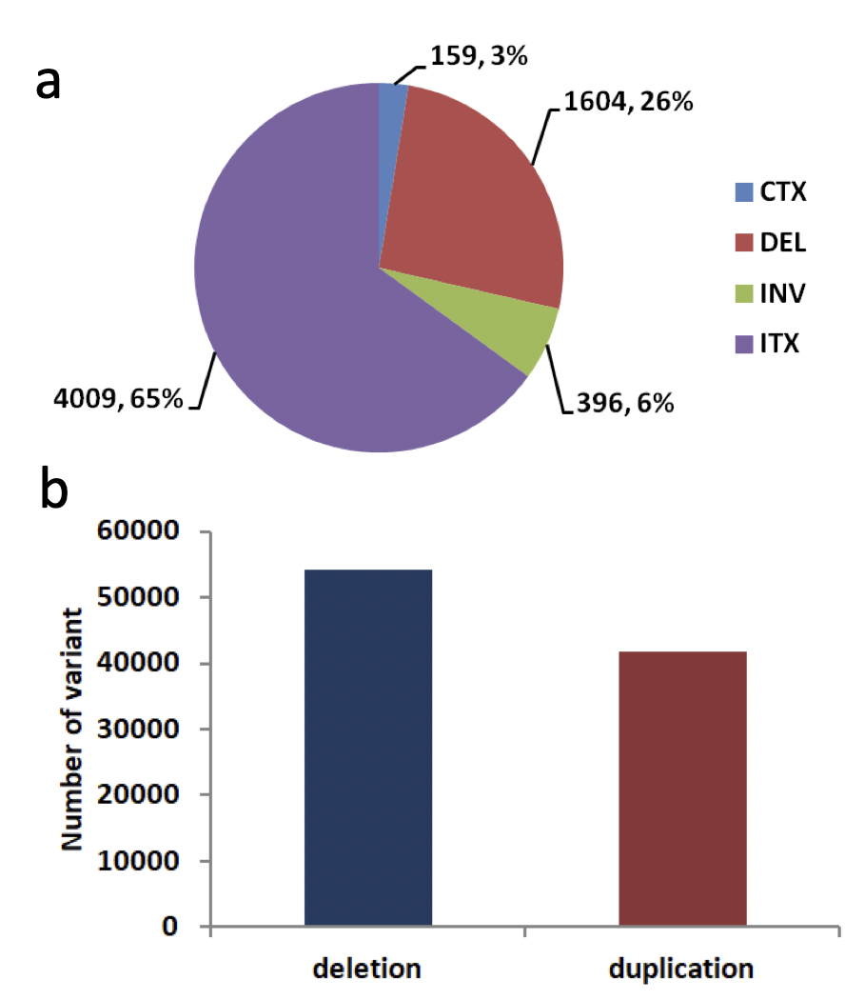 a
159, 3%
1604, 26%
CTX
DEL
INV
ITX
4009, 65%
396, 6%
b
60000
50000
40000
30000
20000
10000
0
Number of variant
deletion
duplication